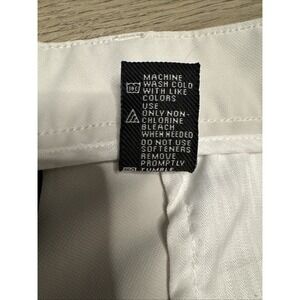 MACHINE
WASH COLD
WITH LIKE
COLORS
USE
ONLY NON-
CHLORINE
BLEACH
WHEN NEEDED
DO NOT USE
SOFTENERS
REMOVE
PROMPTLY
TUMBLE